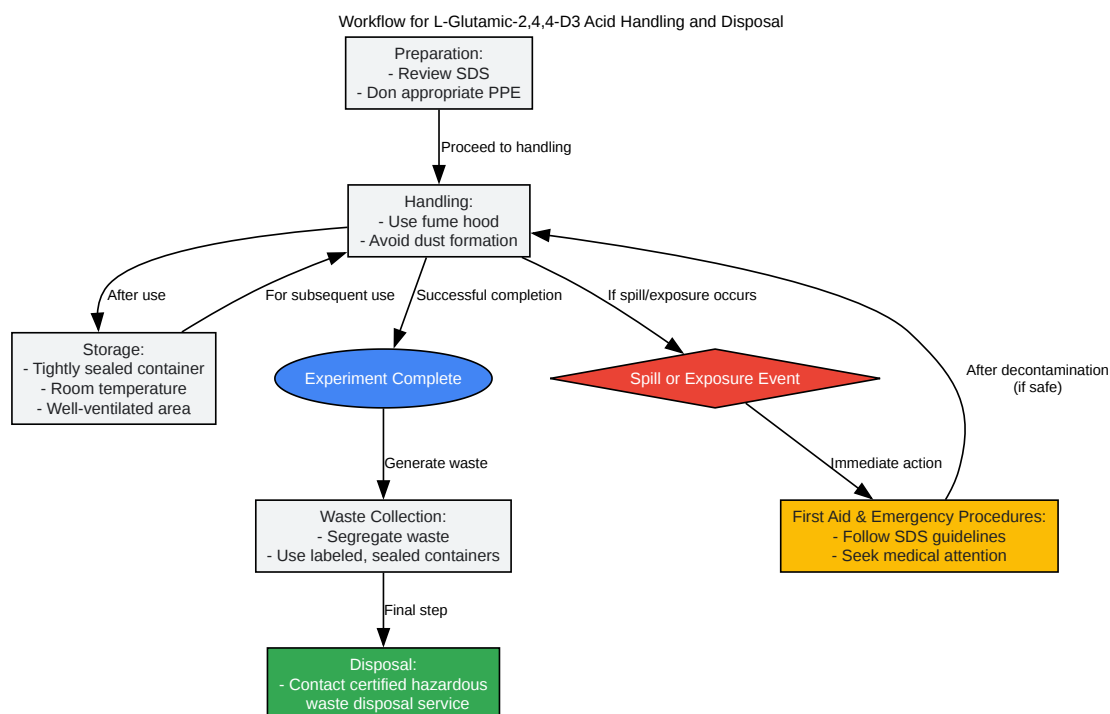 Workflow for L-Glutamic-2,4,4-D3 Acid Handling and Disposal
Preparation:
- Review SDS
- Don appropriate PPE
Proceed to handling
Handling:
- Use fume hood
- Avoid dust formation
After use
For subsequent use
Successful completion
If spill/exposure occurs
Storage:
- Tightly sealed container
- Room temperature
- Well-ventilated area
Experiment Complete
Spill or Exposure Event
After decontamination
(if safe)
Generate waste
Immediate action
Waste Collection:
- Segregate waste
- Use labeled, sealed containers
First Aid & Emergency Procedures:
- Follow SDS guidelines
- Seek medical attention
Final step
Disposal:
- Contact certified hazardous
waste disposal service